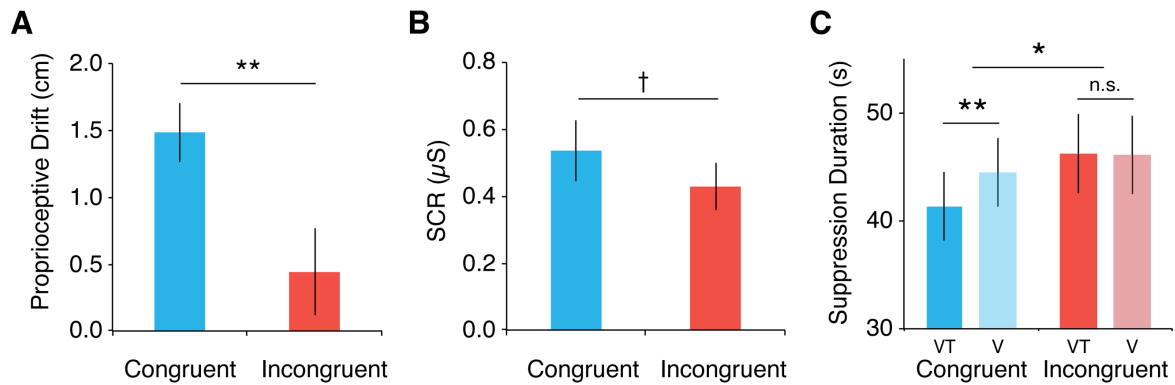 A
Proprioceptive Drift (cm)
2.0
1.5
1.0
0.5
0.0
**
Congruent
Incongruent
B
SCR (µS)
0.8
0.6
0.4
0.2
0.0
†
Congruent
Incongruent
C
Suppression Duration (s)
50
40
30
*
**
n.s.
VT
V
VT
V
Congruent
Incongruent